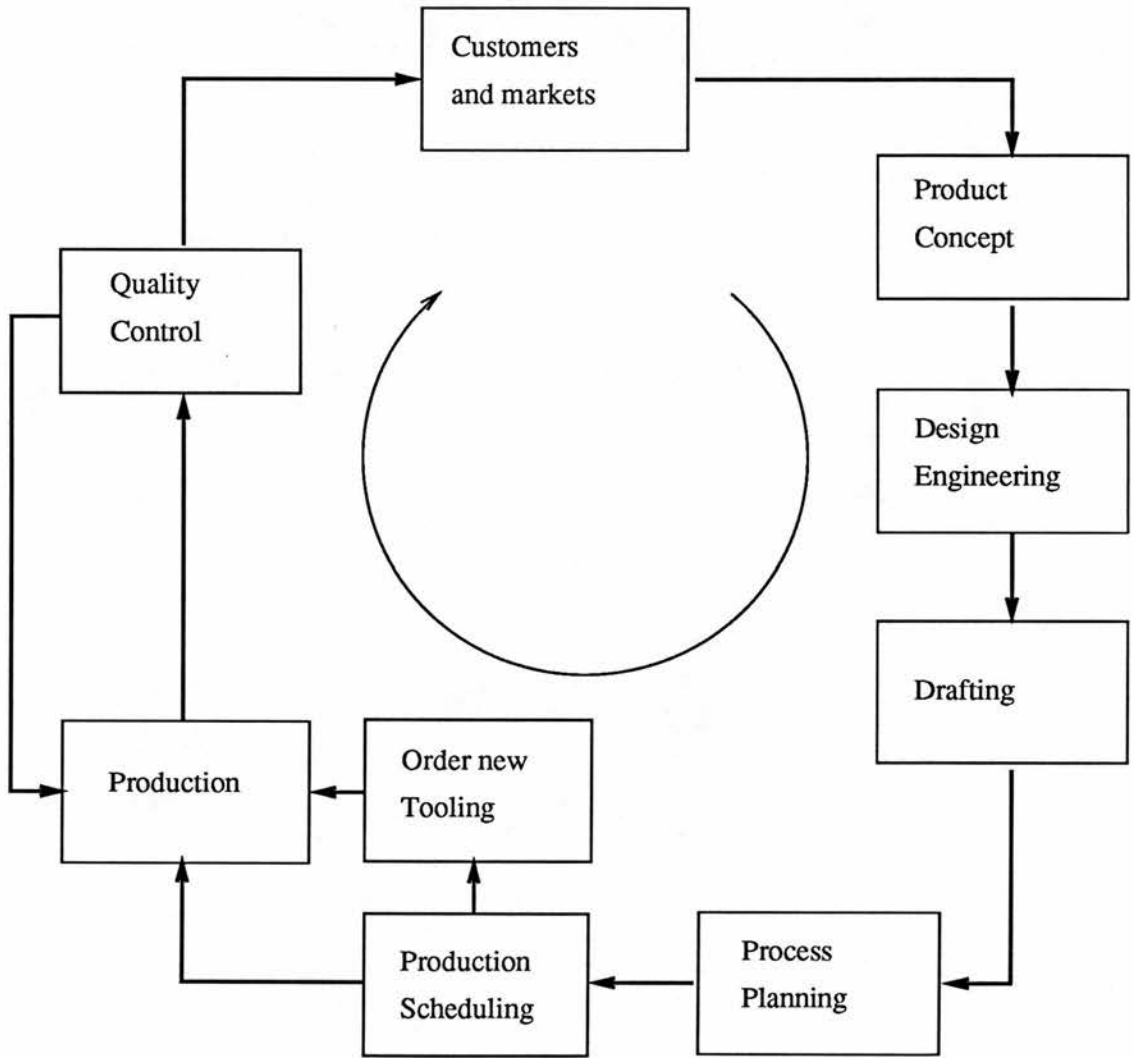 Customers
and markets
Product
Concept
Quality
Control
Design
Engineering
Drafting
Order new
Tooling
Production
Process
Planning
Production
Scheduling